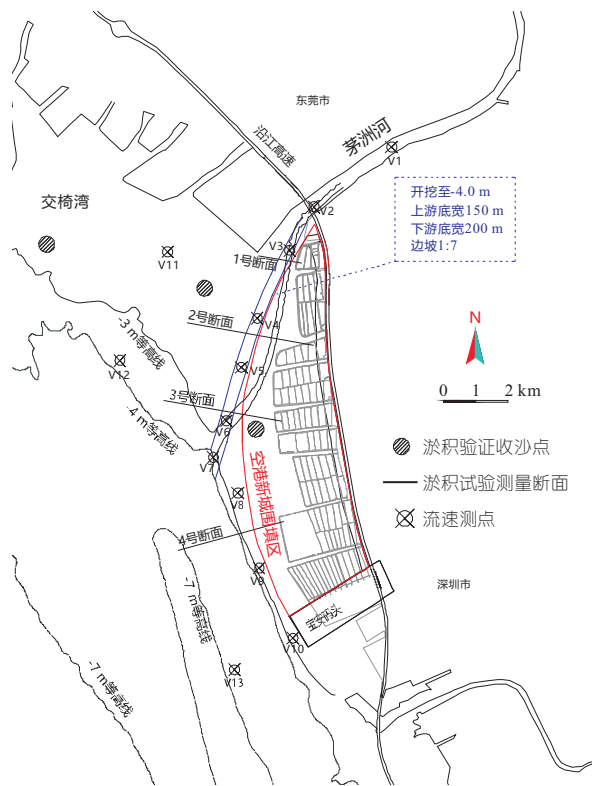 东莞市
沿江高速
茅洲河
V1
开挖至-4.0 m
上游底宽150 m
下游底宽200 m
边坡1:7
交椅湾
V2
V3
V11
1号断面
2号断面
V4
-3 m等高线
V12
V5
3号断面
-4 m等高线
V6
V7
N
0 1 2 km
淤积验证收沙点
淤积试验测量断面
流速测点
空港新城围填区
V8
4号断面
V9
-7 m等高线
宝安码头
深圳市
V10
V13
-7 m等高线